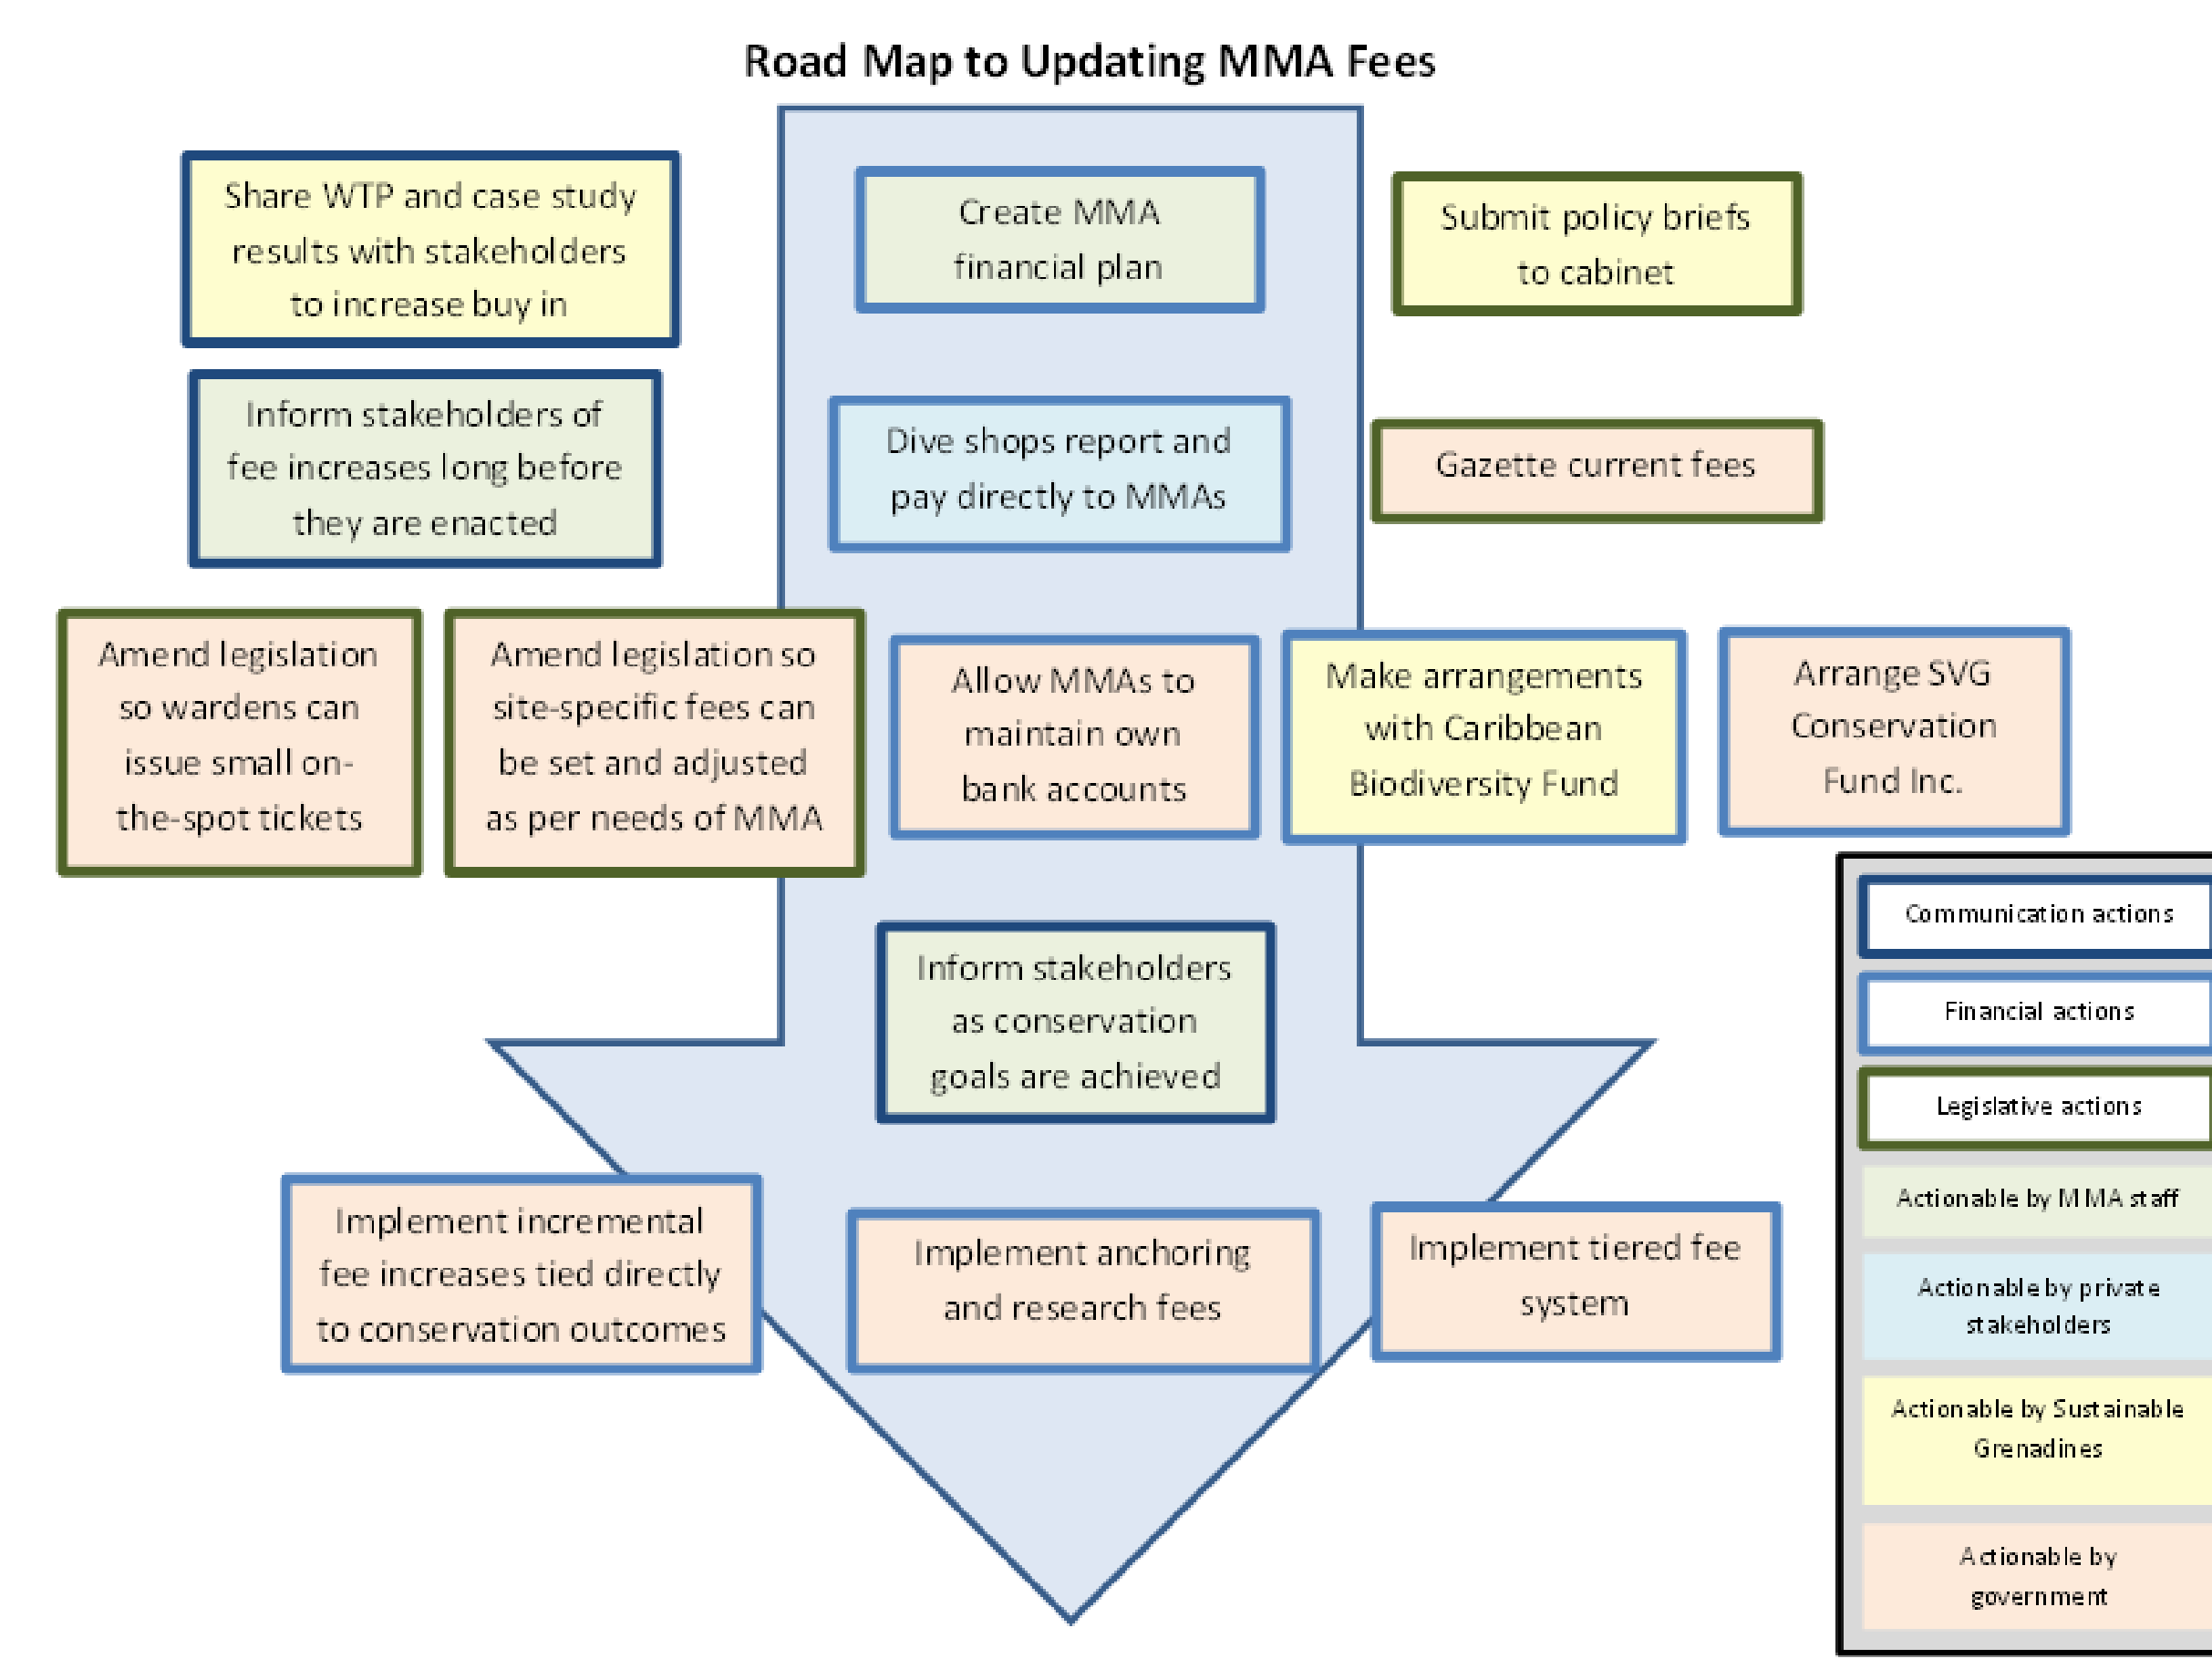 Road Map to Updating MMA Fees
Share WTP and case study
results with stakeholders
to increase buy in
Create MMA
financial plan
Submit policy briefs
to cabinet
Inform stakeholders of
fee increases long before
they are enacted
Dive shops report and
pay directly to MMAs
Gazette current fees
Amend legislation
so wardens can
issue small on-
the-spot tickets
Amend legislation so
site-specific fees can
be set and adjusted
as per needs of MMA
Allow MMAs to
maintain own
bank accounts
Make arrangements
with Caribbean
Biodiversity Fund
Arrange SVG
Conservation
Fund Inc.
Inform stakeholders
as conservation
goals are achieved
Implement incremental
fee increases tied directly
to conservation outcomes
Implement anchoring
and research fees
Implement tiered fee
system
Communication actions
Financial actions
Legislative actions
Actionable by MMA staff
Actionable by private
stakeholders
Actionable by Sustainable
Grenadines
Actionable by
government